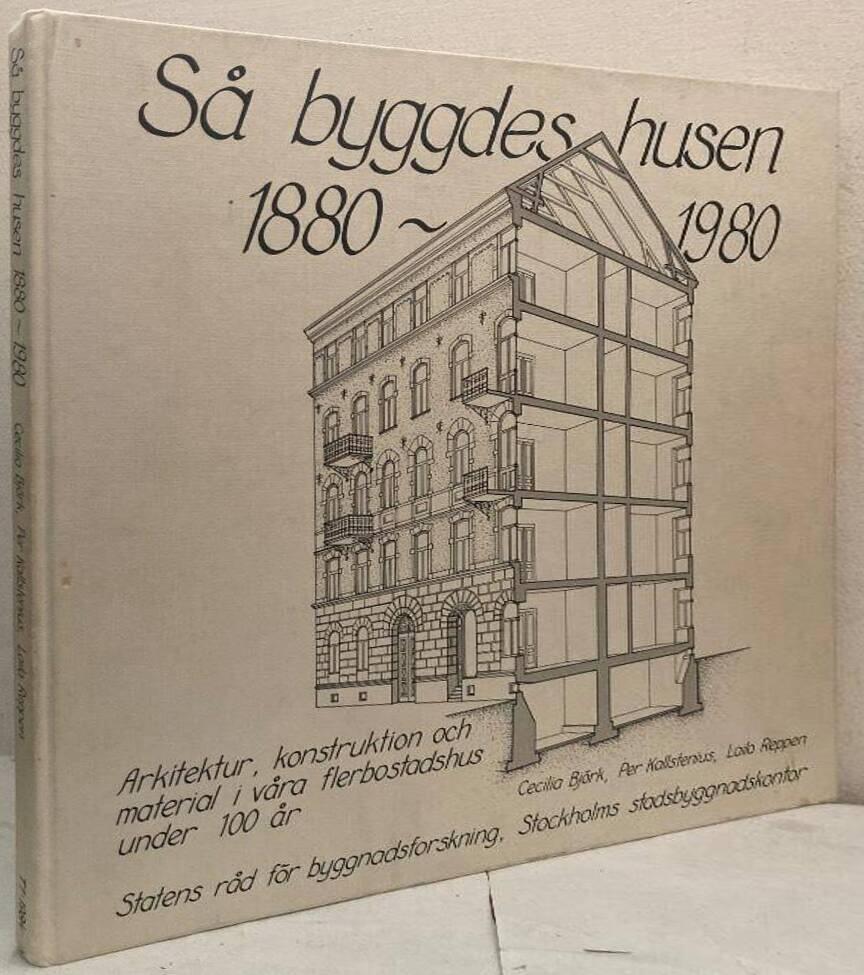 Så byggdes husen
1880~ 1980
Arkitektur, konstruktion och
material i våra flerbostadshus
under 100 år
Cecilia Björk, Per Kallstenius, Laila Reppen
Statens råd för byggnadsforskning, Stockholms stadsbyggnadskontor
Så byggdes husen 1880~1980 Cecilia Björk, Per Kallstenius, Laila Reppen